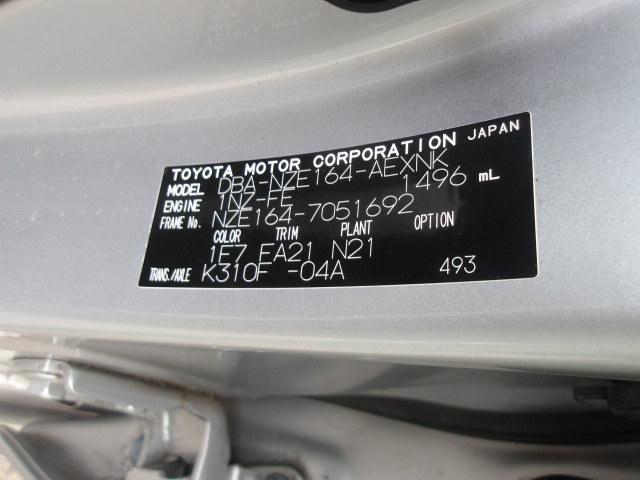 TOYOTA MOTOR CORPORATION JAPAN
MODEL DBA-NZE164-AEXNK
ENGINE 1NZ-FE 1496 mL
FRAME No. NZE164-7051692
COLOR TRIM PLANT OPTION
1E7 FA21 N21
TRANS./AXLE K310F -04A 493